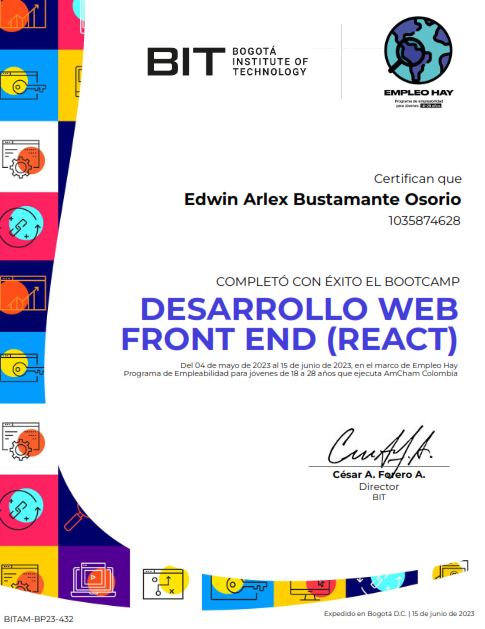 BIT BOGOTÁ
INSTITUTE OF
TECHNOLOGY
EMPLEO HAY
Programa de empleabilidad
para jóvenes 18-28 años
Certifican que
Edwin Arlex Bustamante Osorio
1035874628
COMPLETÓ CON ÉXITO EL BOOTCAMP
DESARROLLO WEB
FRONT END (REACT)
Del 04 de mayo de 2023 al 15 de junio de 2023, en el marco de Empleo Hay
Programa de Empleabilidad para jóvenes de 18 a 28 años que ejecuta AmCham Colombia
César A. Forero A.
Director
BIT
BITAM-BP23-432
Expedido en Bogotá D.C. | 15 de junio de 2023